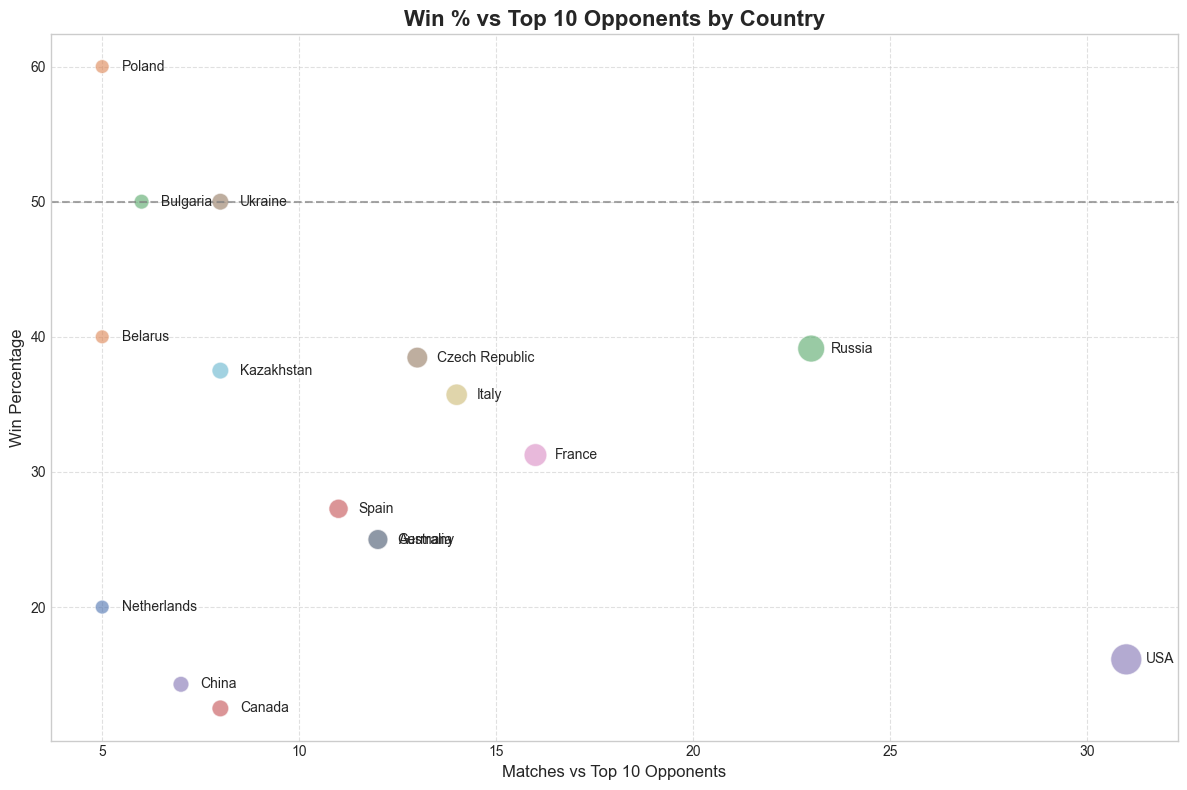 Win % vs Top 10 Opponents by Country
Win Percentage
60
50
40
30
20
Poland
Bulgaria
Ukraine
Belarus
Kazakhstan
Czech Republic
Russia
Italy
France
Spain
Australia
Germany
Netherlands
USA
China
Canada
5
10
15
20
25
30
Matches vs Top 10 Opponents